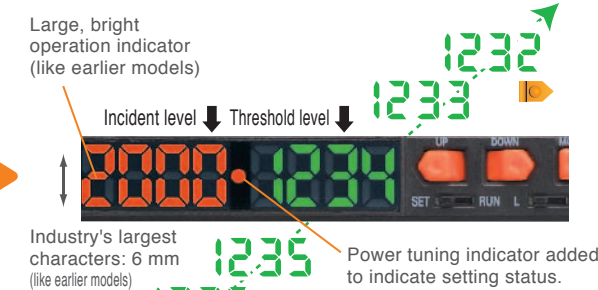 Large, bright
operation indicator
(like earlier models)
1232
1233
Incident level Threshold level
2000 1234
UP DOWN
SET RUN L
Industry's largest
characters: 6 mm
(like earlier models)
1235
Power tuning indicator added
to indicate setting status.